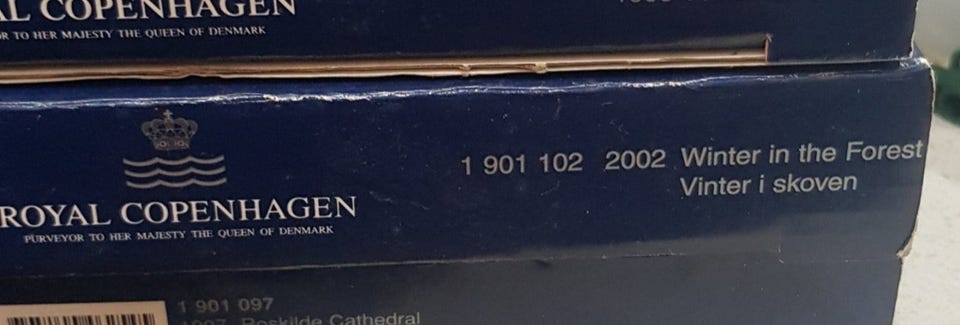 AL COPENHAGEN
OR TO HER MAJESTY THE QUEEN OF DENMARK
1 901 102 2002 Winter in the Forest
Vinter i skoven
ROYAL COPENHAGEN
PURVEYOR TO HER MAJESTY THE QUEEN OF DENMARK
1 901 097
1997 Roskilde Cathedral